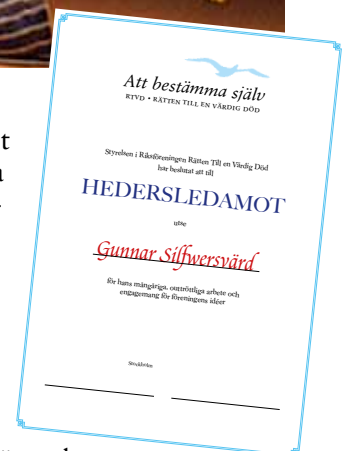 Att bestämma själv
RTVD • RÄTTEN TILL EN VÄRDIG DÖD
Styrelsen i Riksföreningen Rätten Till en Värdig Död
har beslutat att till
HEDERSLEDAMOT
utse
Gunnar Silfwersvärd
för hans mångåriga, outtröttliga arbete och
engagemang för föreningens idéer
Stockholm